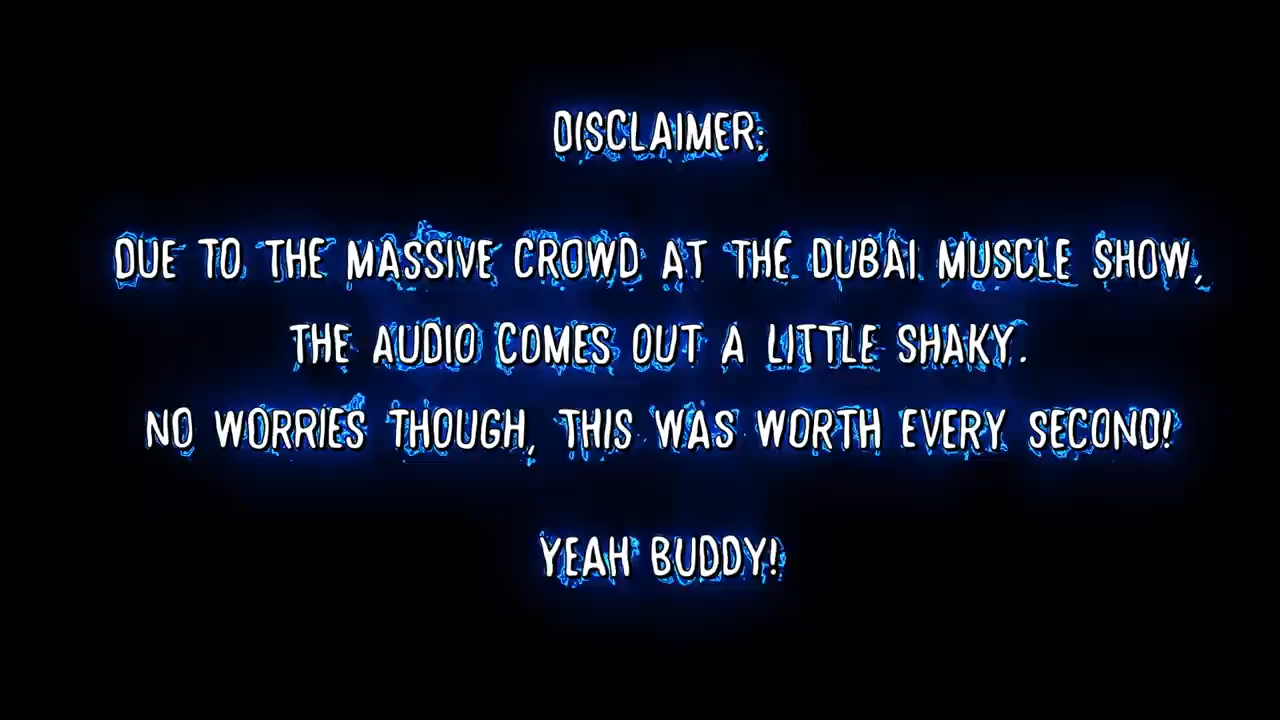 DISCLAIMER:
DUE TO THE MASSIVE CROWD AT THE DUBAI MUSCLE SHOW,
THE AUDIO COMES OUT A LITTLE SHAKY.
NO WORRIES THOUGH, THIS WAS WORTH EVERY SECOND!
YEAH BUDDY!